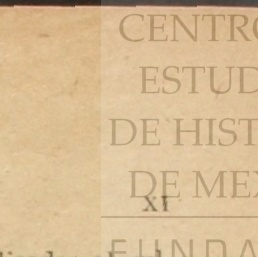 CENTRO
ESTUD
DE HIST
DE MEX
XI
FUNDA